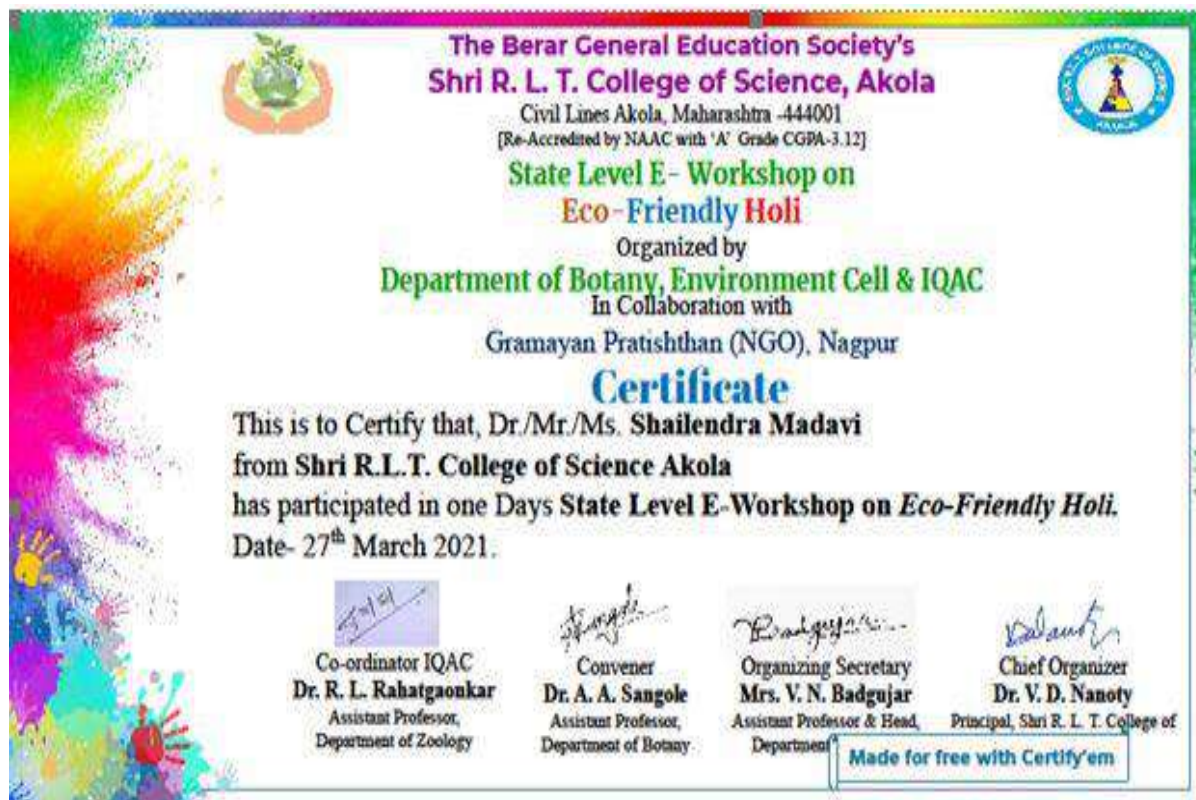 The Berar General Education Society's
Shri R. L. T. College of Science, Akola
Civil Lines Akola, Maharashtra -444001
[Re-Accredited by NAAC with 'A' Grade CGPA-3.12]
State Level E- Workshop on
Eco-Friendly Holi
Organized by
Department of Botany, Environment Cell & IQAC
In Collaboration with
Gramayan Pratishthan (NGO), Nagpur
Certificate
This is to Certify that, Dr./Mr./Ms. Shailendra Madavi
from Shri R.L.T. College of Science Akola
has participated in one Days State Level E-Workshop on Eco-Friendly Holi.
Date- 27th March 2021.
Co-ordinator IQAC
Dr. R. L. Rahatgaonkar
Assistant Professor,
Department of Zoology
Convener
Dr. A. A. Sangole
Assistant Professor,
Department of Botany
Organizing Secretary
Mrs. V. N. Badgujar
Assistant Professor & Head,
Department
Chief Organizer
Dr. V. D. Nanoty
Principal, Shri R. L. T. College of
Made for free with Certify'em